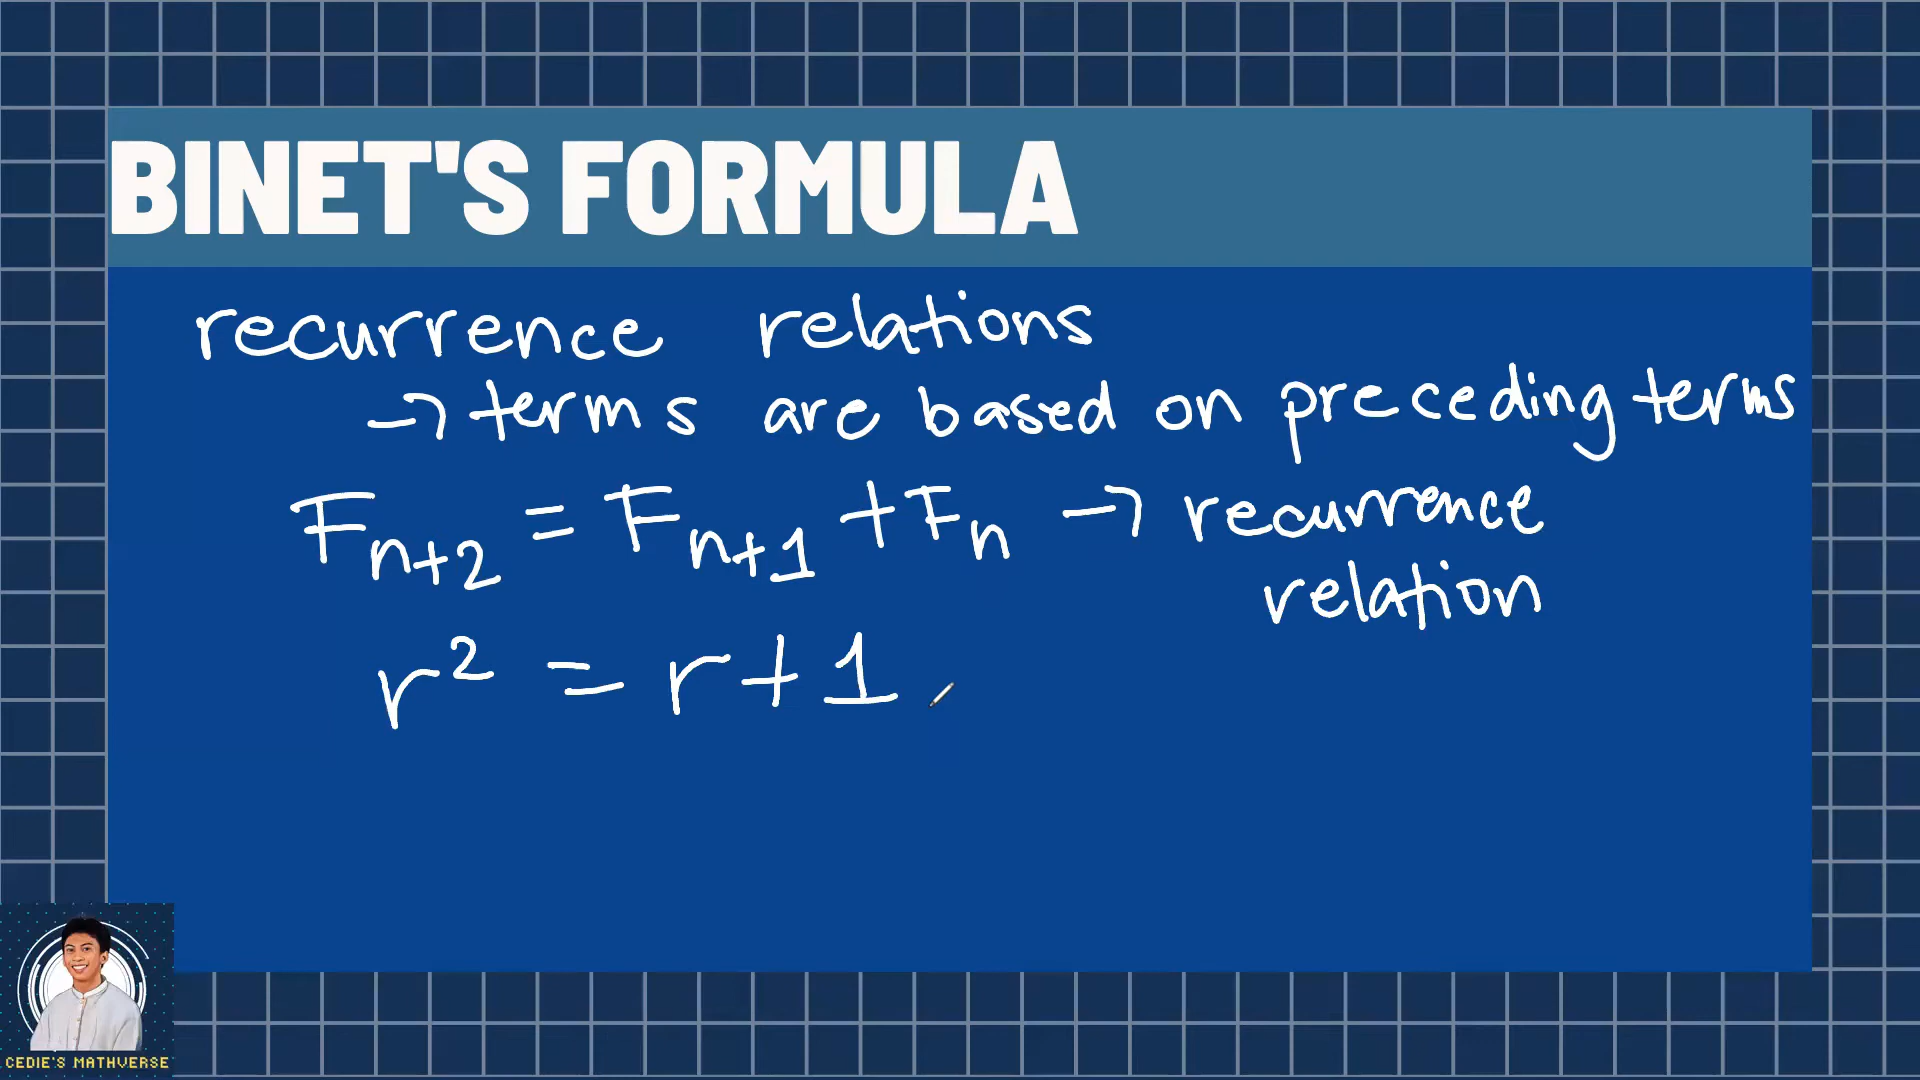 BINET'S FORMULA
recurrence relations
→ terms are based on preceding terms
Fₙ₊₂ = Fₙ₊₁ + Fₙ → recurrence
relation
r² = r + 1
CEDIE'S MATHVERSE